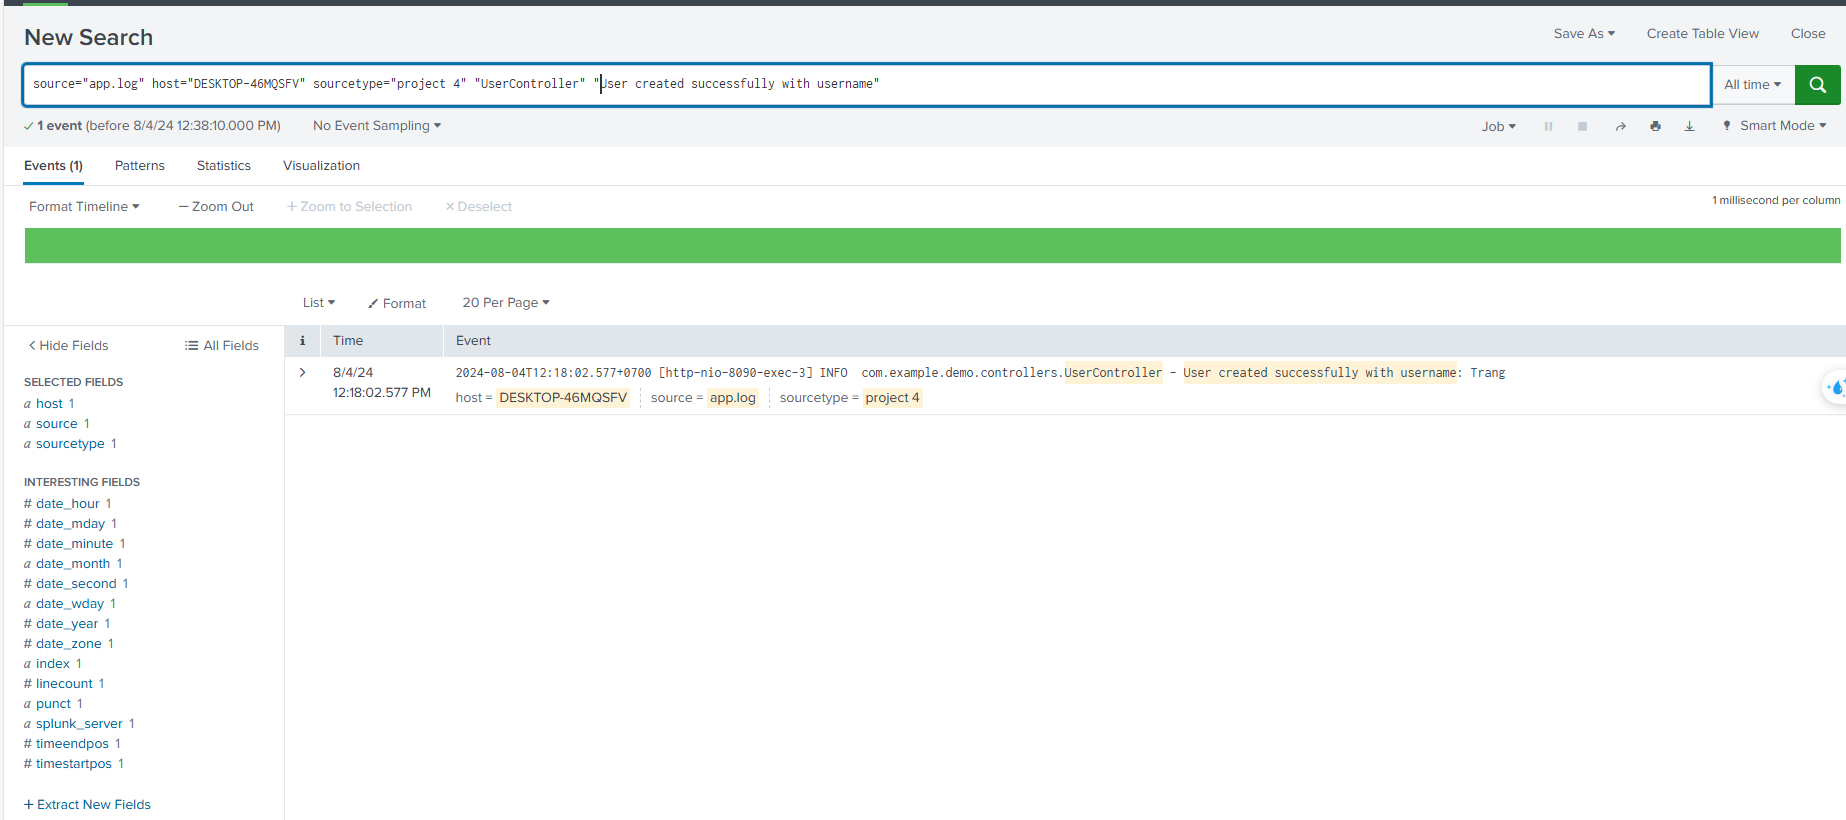 New Search
Save As Create Table View Close
source="app.log" host="DESKTOP-46MQSFV" sourcetype="project 4" "UserController" "User created successfully with username"
All time
1 event (before 8/4/24 12:38:10.000 PM) No Event Sampling
Job Smart Mode
Events (1) Patterns Statistics Visualization
Format Timeline — Zoom Out + Zoom to Selection × Deselect
1 millisecond per column
List Format 20 Per Page
< Hide Fields All Fields
i Time Event
SELECTED FIELDS
a host 1
a source 1
a sourcetype 1
> 8/4/24
12:18:02.577 PM
2024-08-04T12:18:02.577+0700 [http-nio-8090-exec-3] INFO com.example.demo.controllers.UserController - User created successfully with username: Trang
host = DESKTOP-46MQSFV source = app.log sourcetype = project 4
INTERESTING FIELDS
# date_hour 1
# date_mday 1
# date_minute 1
a date_month 1
# date_second 1
a date_wday 1
# date_year 1
# date_zone 1
a index 1
# linecount 1
a punct 1
a splunk_server 1
# timeendpos 1
# timestartpos 1
+ Extract New Fields